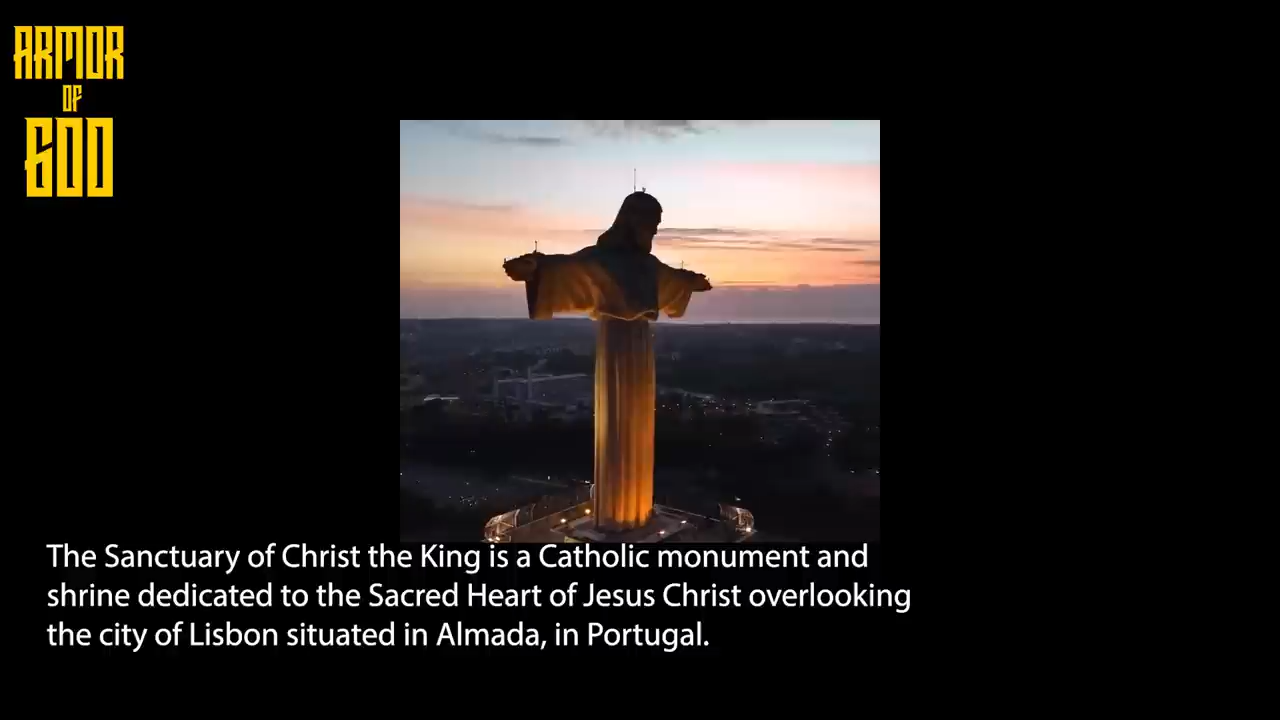 ARMOR
OF
GOD
The Sanctuary of Christ the King is a Catholic monument and
shrine dedicated to the Sacred Heart of Jesus Christ overlooking
the city of Lisbon situated in Almada, in Portugal.